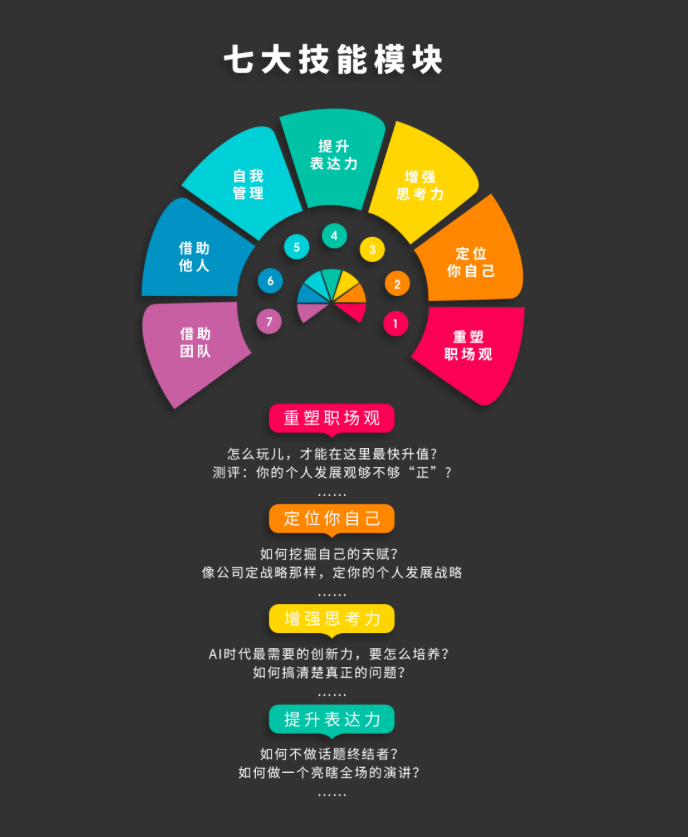 七大技能模块
提升
表达力
自我
管理
增强
思考力
借助
他人
定位
你自己
借助
团队
重塑
职场观
4
5
3
6
2
7
1
重塑职场观
怎么玩儿，才能在这里最快升值？
测评：你的个人发展观够不够“正”？
……
定位你自己
如何挖掘自己的天赋？
像公司定战略那样，定你的个人发展战略
……
增强思考力
AI时代最需要的创新力，要怎么培养？
如何搞清楚真正的问题？
……
提升表达力
如何不做话题终结者？
如何做一个亮瞎全场的演讲？
……